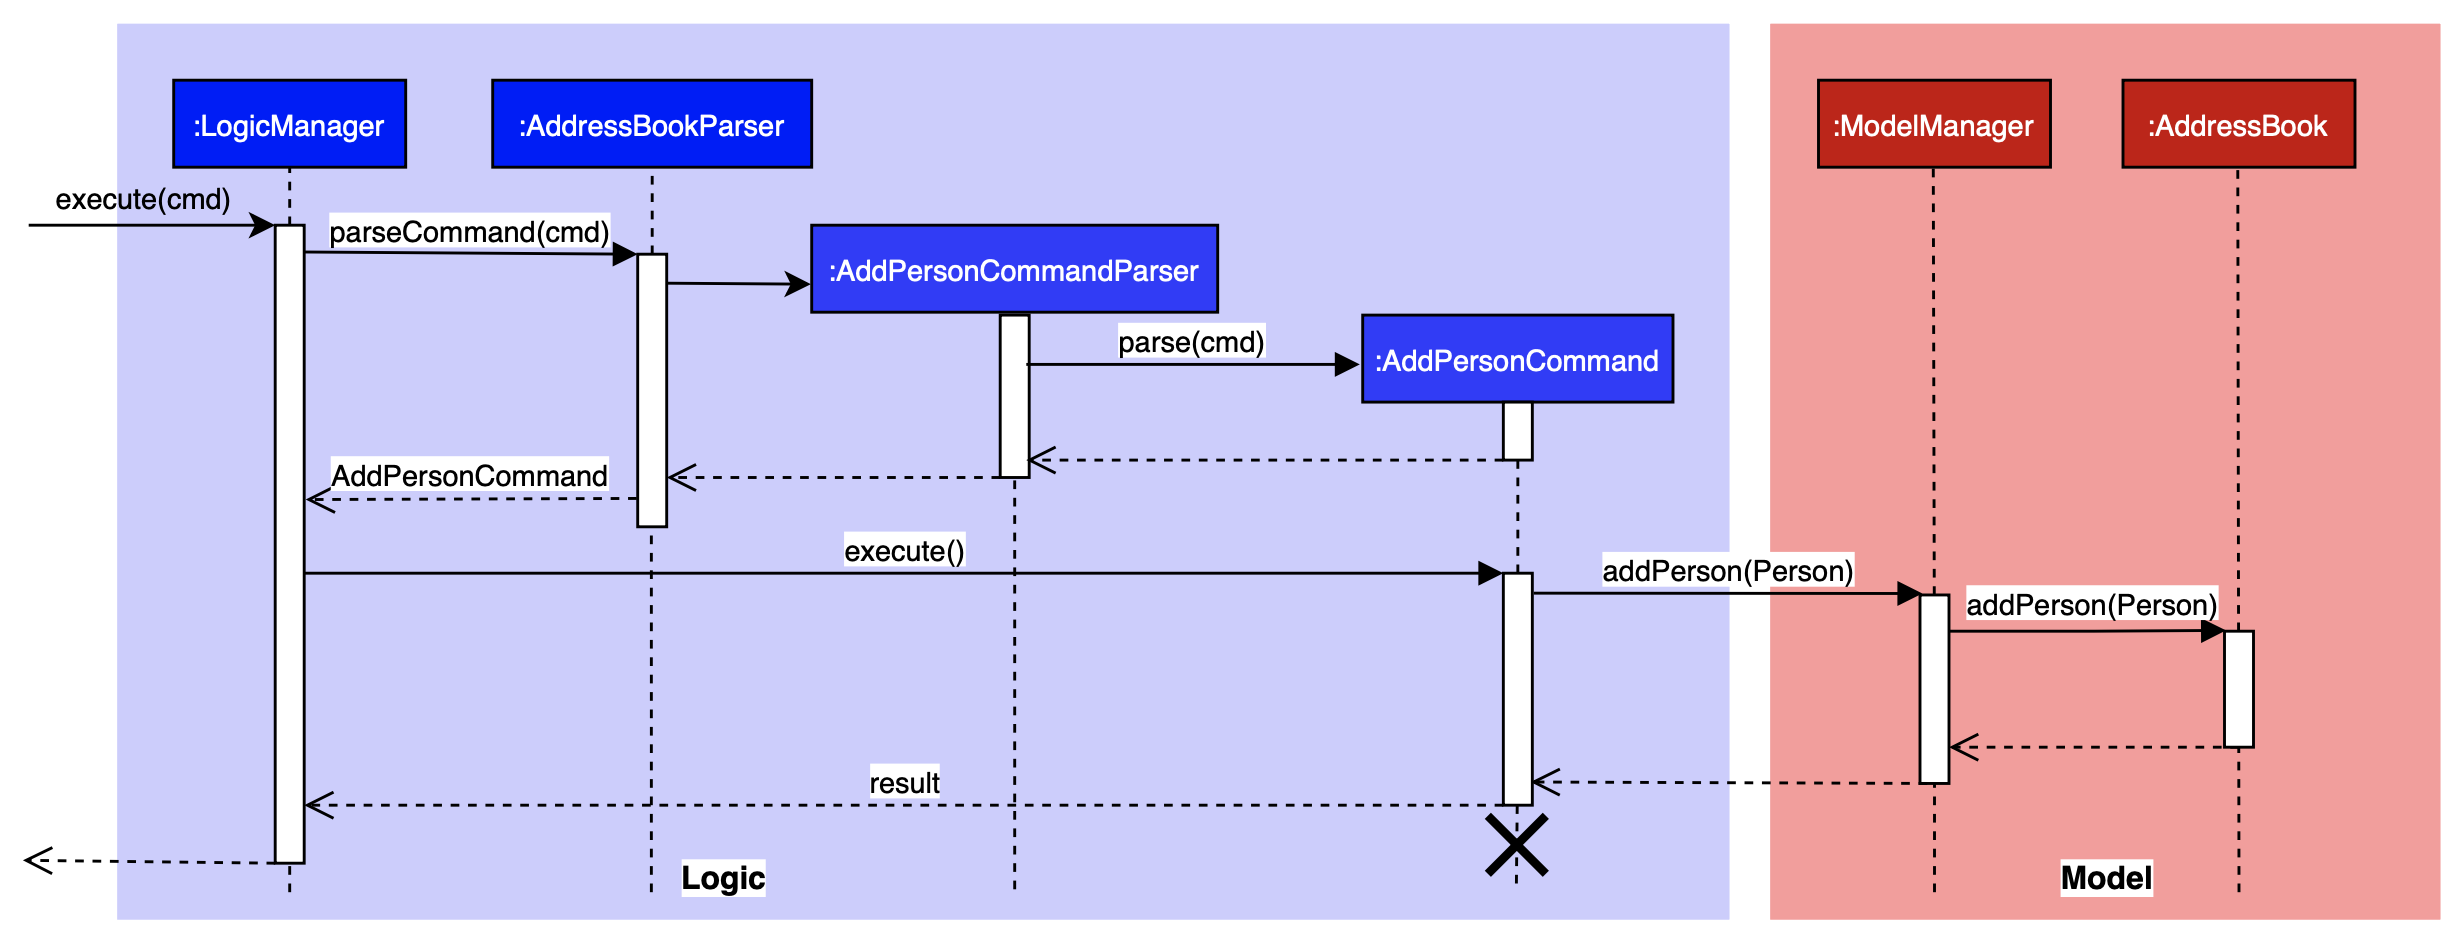 :LogicManager
:AddressBookParser
:ModelManager
:AddressBook
execute(cmd)
parseCommand(cmd)
:AddPersonCommandParser
parse(cmd)
:AddPersonCommand
AddPersonCommand
execute()
addPerson(Person)
addPerson(Person)
result
Logic
Model